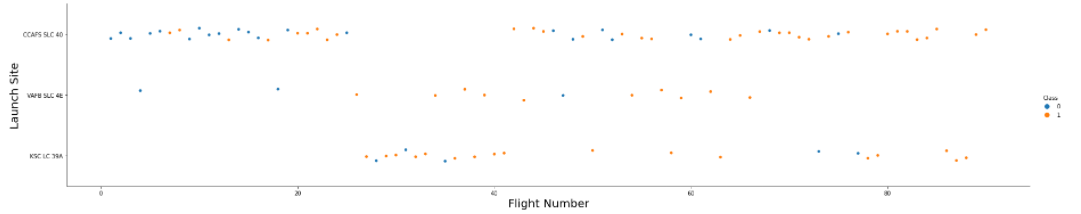 CCAFS SLC 40
VAFB SLC 4E
KSC LC 39A
Launch Site
0 20 40 60 80
Flight Number
Class
0
1